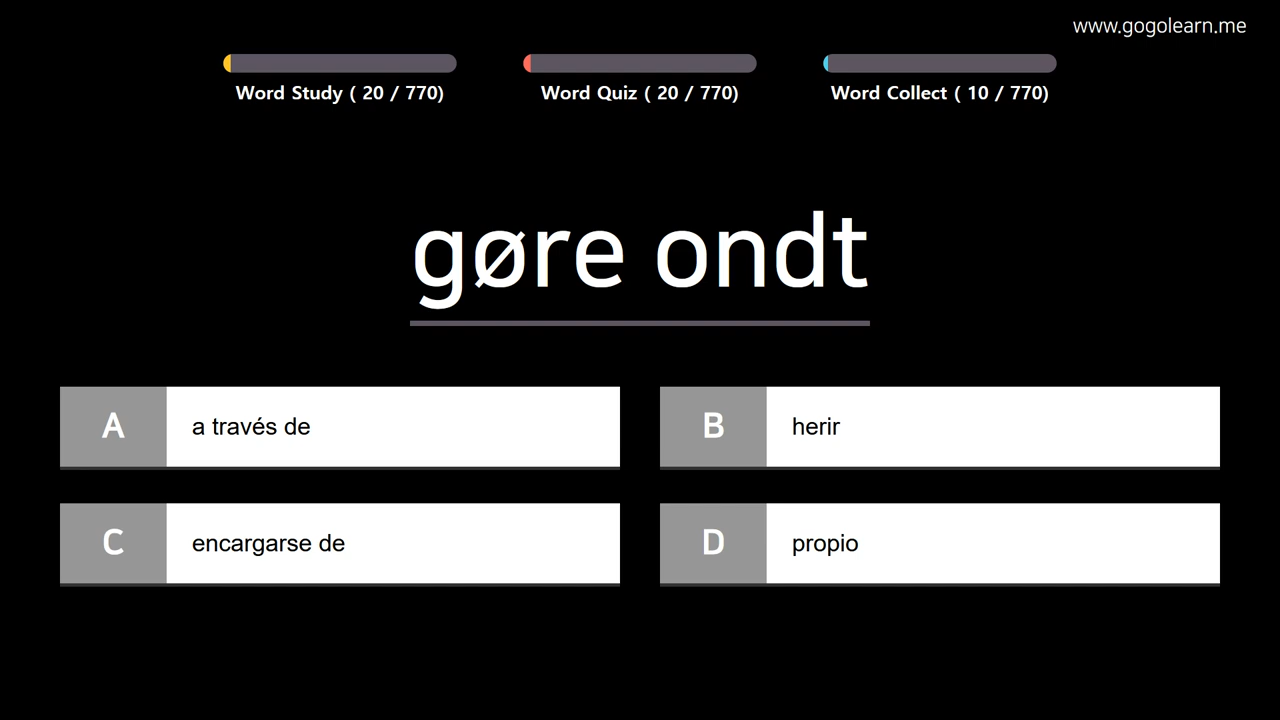 www.gogolearn.me
Word Study ( 20 / 770)
Word Quiz ( 20 / 770)
Word Collect ( 10 / 770)
gøre ondt
A
a través de
B
herir
C
encargarse de
D
propio